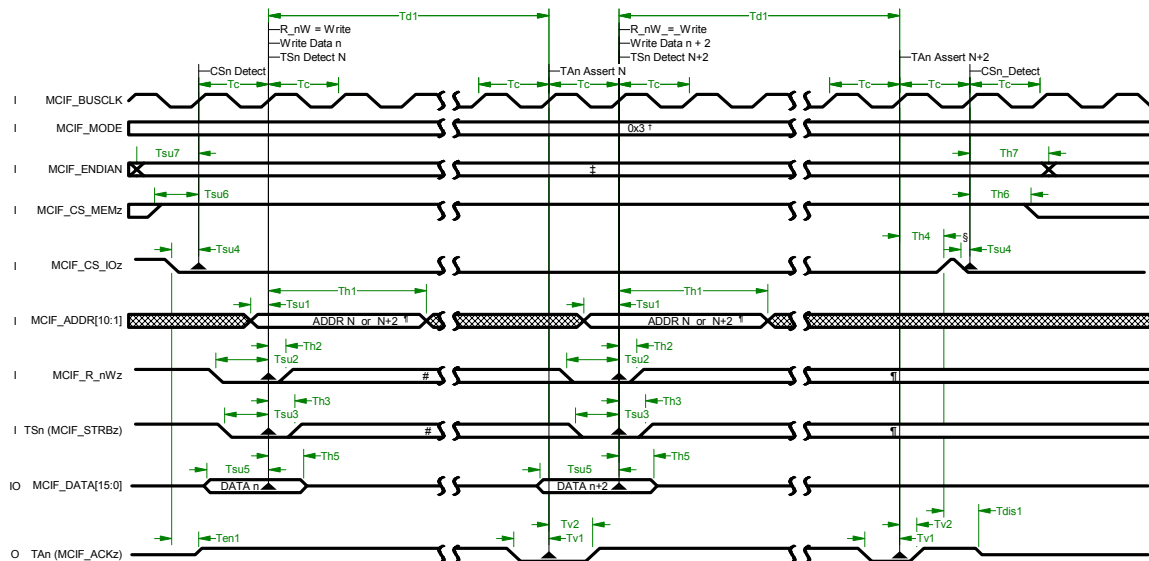 Td1 Td1
R_nW = Write R_nW_=_Write
Write Data n Write Data n + 2
TSn Detect N TSn Detect N+2 TAn Assert N+2
CSn Detect TAn Assert N CSn_Detect
Tc Tc Tc Tc Tc Tc Tc
I MCIF_BUSCLK
I MCIF_MODE 0x3 †
Tsu7 Th7
I MCIF_ENDIAN ‡
Tsu6 Th6
I MCIF_CS_MEMz
Th4 §
Tsu4 Tsu4
I MCIF_CS_IOz
Th1 Th1
Tsu1 Tsu1
I MCIF_ADDR[10:1] ADDR N or N+2 ¶ ADDR N or N+2 ¶
Th2 Th2
Tsu2 Tsu2
I MCIF_R_nWz # ¶
Th3 Th3
Tsu3 Tsu3
I TSn (MCIF_STRBz) # ¶
Th5 Th5
Tsu5 Tsu5
IO MCIF_DATA[15:0] DATA n DATA n+2
Tdis1
Tv2 Tv2
Ten1 Tv1 Tv1
O TAn (MCIF_ACKz)